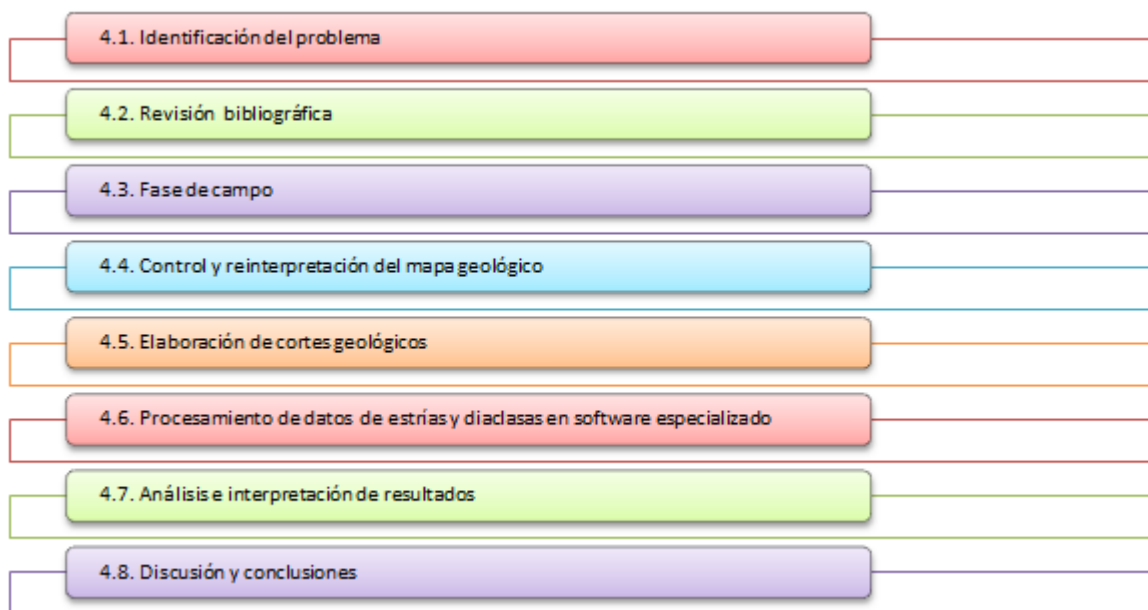 4.1. Identificación del problema
4.2. Revisión bibliográfica
4.3. Fase de campo
4.4. Control y reinterpretación del mapa geológico
4.5. Elaboración de cortes geológicos
4.6. Procesamiento de datos de estrías y diaclasas en software especializado
4.7. Análisis e interpretación de resultados
4.8. Discusión y conclusiones